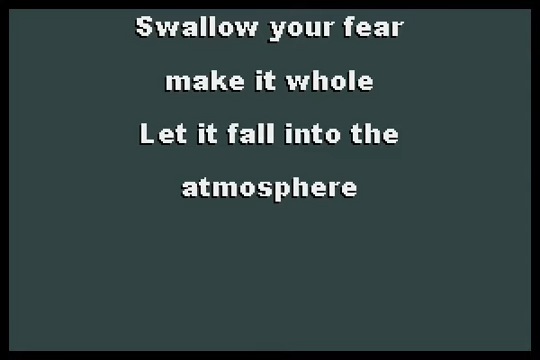 Swallow your fear
make it whole
Let it fall into the
atmosphere